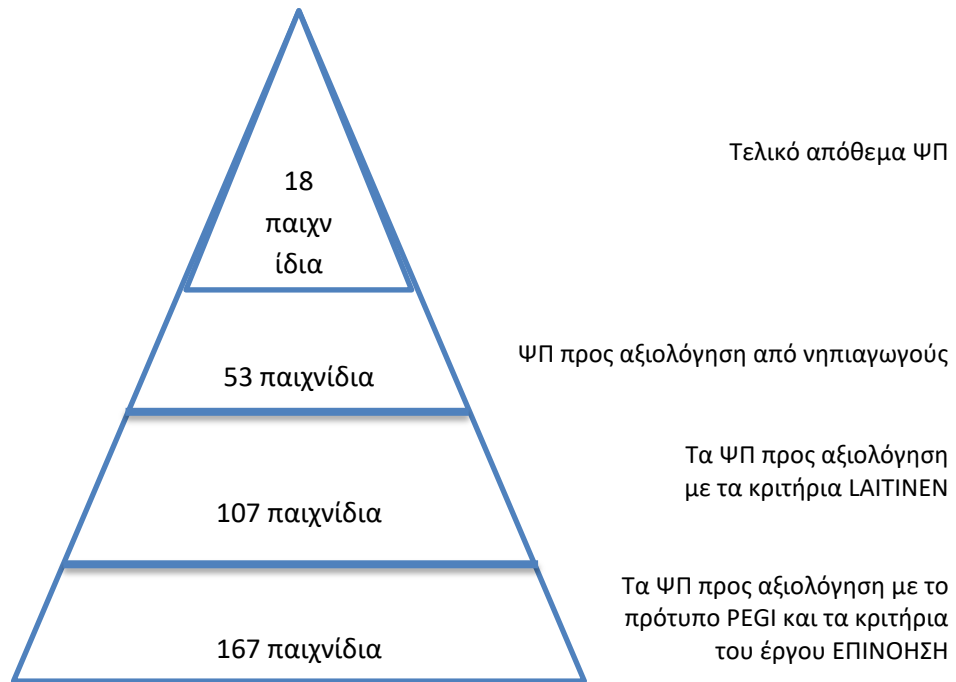 Τελικό απόθεμα ΨΠ
18
παιχν
ίδια
ΨΠ προς αξιολόγηση από νηπιαγωγούς
53 παιχνίδια
Τα ΨΠ προς αξιολόγηση
με τα κριτήρια LAITINEN
107 παιχνίδια
Τα ΨΠ προς αξιολόγηση με το
πρότυπο PEGI και τα κριτήρια
του έργου ΕΠΙΝΟΗΣΗ
167 παιχνίδια